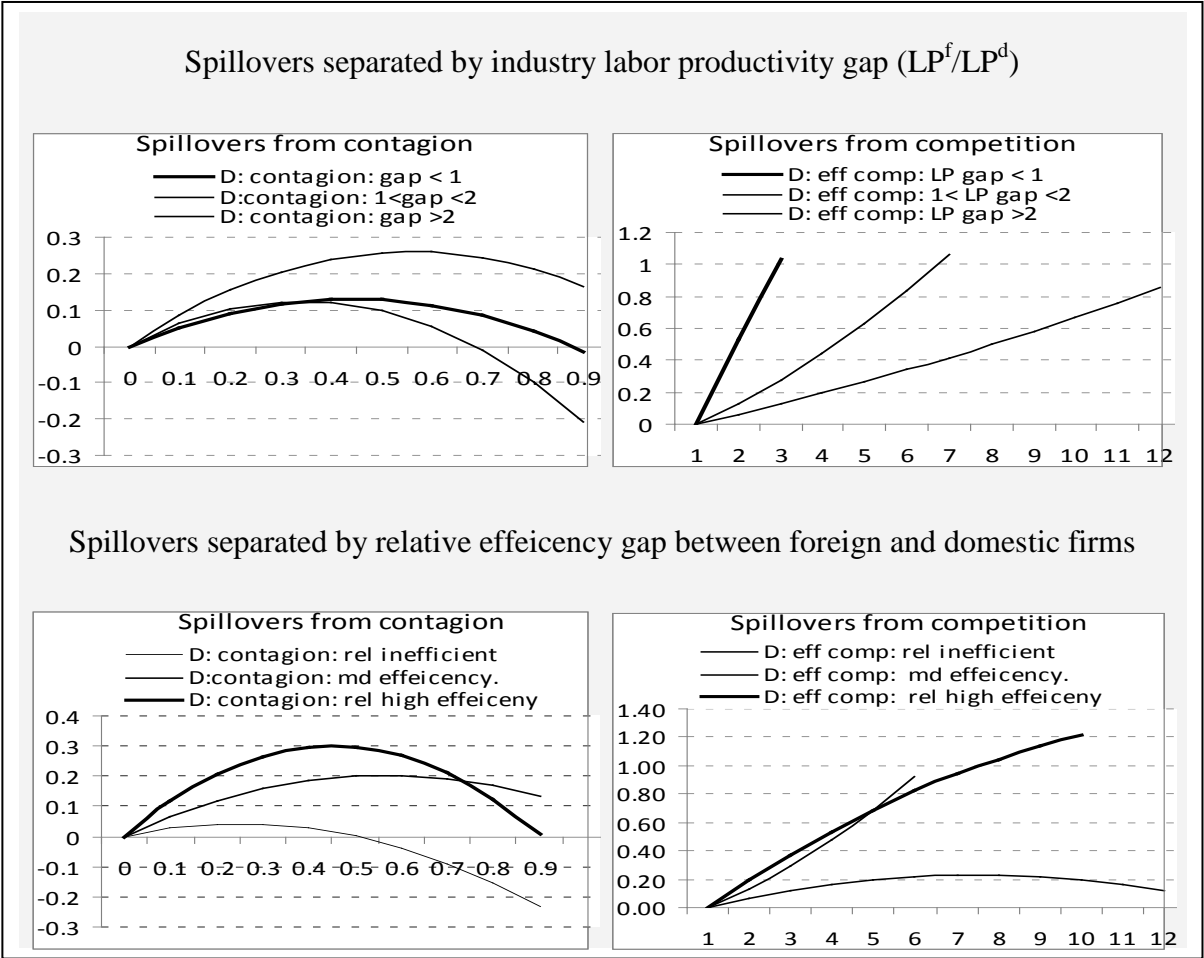 Spillovers separated by industry labor productivity gap (LPf/LPd)
Spillovers from contagion
D: contagion: gap < 1
D:contagion: 1<gap <2
D: contagion: gap >2
0.3
0.2
0.1
0
-0.1
-0.2
-0.3
0 0.1 0.2 0.3 0.4 0.5 0.6 0.7 0.8 0.9
Spillovers from competition
D: eff comp: LP gap < 1
D: eff comp: 1< LP gap <2
D: eff comp: LP gap >2
1.2
1
0.8
0.6
0.4
0.2
0
1 2 3 4 5 6 7 8 9 10 11 12
Spillovers separated by relative effeicency gap between foreign and domestic firms
Spillovers from contagion
D: contagion: rel inefficient
D:contagion: md effeicency.
D: contagion: rel high effeiceny
0.4
0.3
0.2
0.1
0
-0.1
-0.2
-0.3
0 0.1 0.2 0.3 0.4 0.5 0.6 0.7 0.8 0.9
Spillovers from competition
D: eff comp: rel inefficient
D: eff comp:  md effeicency.
D: eff comp:  rel high effeiceny
1.40
1.20
1.00
0.80
0.60
0.40
0.20
0.00
1 2 3 4 5 6 7 8 9 10 11 12